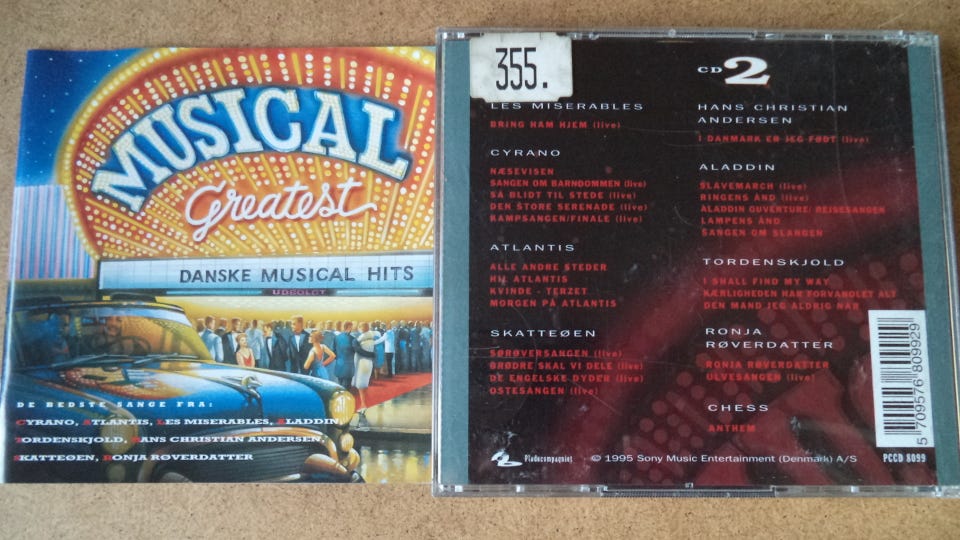 MUSICAL
Greatest
DANSKE MUSICAL HITS
UDSOLGT
DE BEDSTE SANGE FRA:
CYRANO, ATLANTIS, LES MISERABLES, ALADDIN,
TORDENSKJOLD, HANS CHRISTIAN ANDERSEN,
SKATTEØEN, RONJA RØVERDATTER
355.
CD 2
LES MISERABLES
BRING HAM HJEM (live)
CYRANO
NÆSEVISEN
SANGEN OM BARNDOMMEN (live)
SÅ BLIDT TIL STEDE (live)
DEN STORE SERENADE (live)
KAMPSANGEN/FINALE (live)
ATLANTIS
ALLE ANDRE STEDER
HIL ATLANTIS
KVINDE - TERZET
MORGEN PÅ ATLANTIS
SKATTEØEN
SØRØVERSANGEN (live)
BRØDRE SKAL VI DELE (live)
DE ENGELSKE DYDER (live)
OSTESANGEN (live)
HANS CHRISTIAN
ANDERSEN
I DANMARK ER JEG FØDT (live)
ALADDIN
SLAVEMARCH (live)
RINGENS ÅND (live)
ALADDIN OUVERTURE/ REJSESANGEN
LAMPENS ÅND
SANGEN OM SLANGEN
TORDENSKJOLD
I SHALL FIND MY WAY
KÆRLIGHEDEN HAR FORVANDLET ALT
DEN MAND JEG ALDRIG NÅR
RONJA
RØVERDATTER
RONJA RØVERDATTER
ULVESANGEN (live)
CHESS
ANTHEM
Pladecompagniet
© 1995 Sony Music Entertainment (Denmark) A/S
5 709576 809929
PCCD 8099